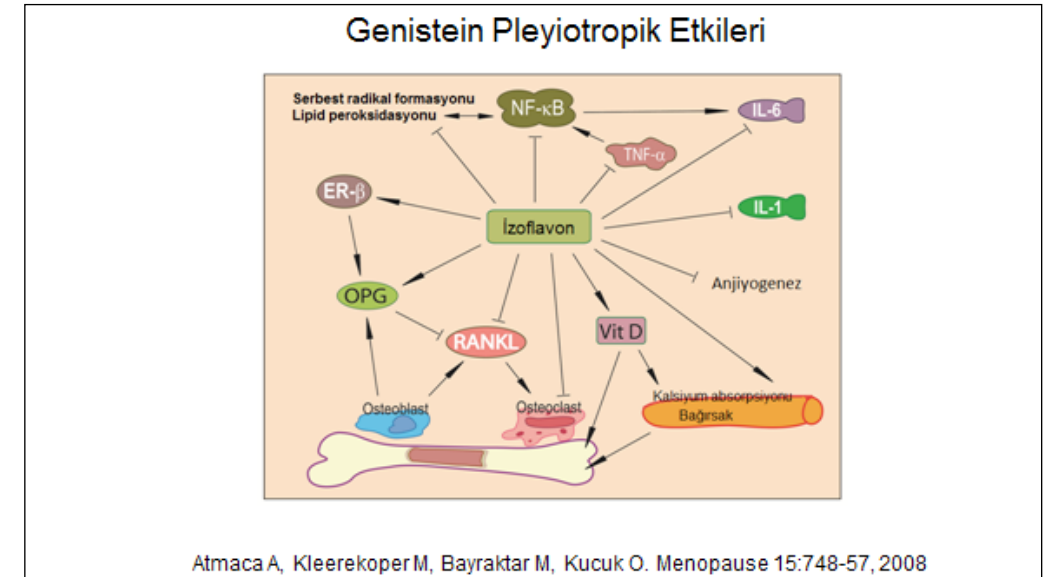 Genistein Pleyiotropik Etkileri
Serbest radikal formasyonu
Lipid peroksidasyonu
NF-κB
IL-6
TNF-α
ER-β
IL-1
İzoflavon
Anjiyogenez
OPG
Vit D
RANKL
Kalsiyum absorpsiyonu
Osteoblast
Osteoclast
Bağırsak
Atmaca A, Kleerekoper M, Bayraktar M, Kucuk O. Menopause 15:748-57, 2008